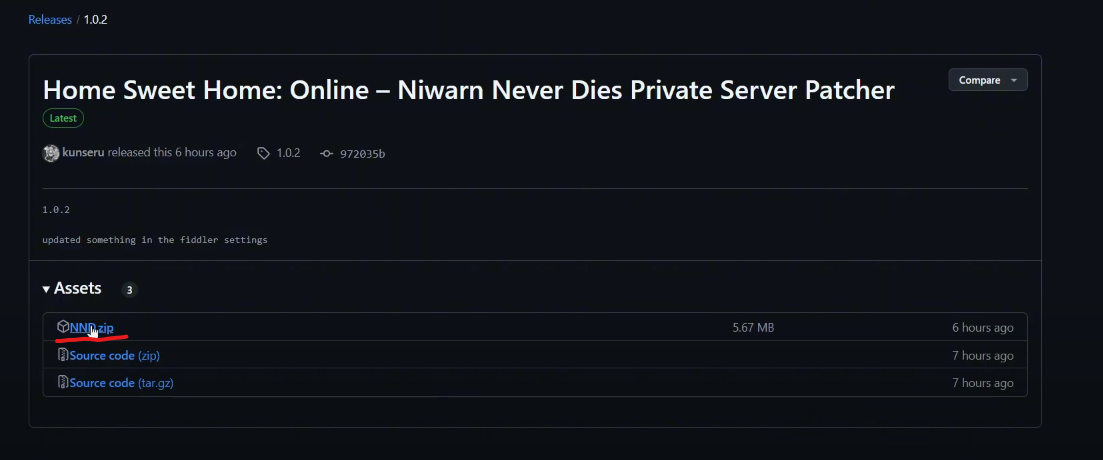 Releases / 1.0.2
Home Sweet Home: Online – Niwarn Never Dies Private Server Patcher
Compare
Latest
kunseru released this 6 hours ago 1.0.2 972035b
1.0.2
updated something in the fiddler settings
Assets 3
NND.zip 5.67 MB 6 hours ago
Source code (zip) 7 hours ago
Source code (tar.gz) 7 hours ago